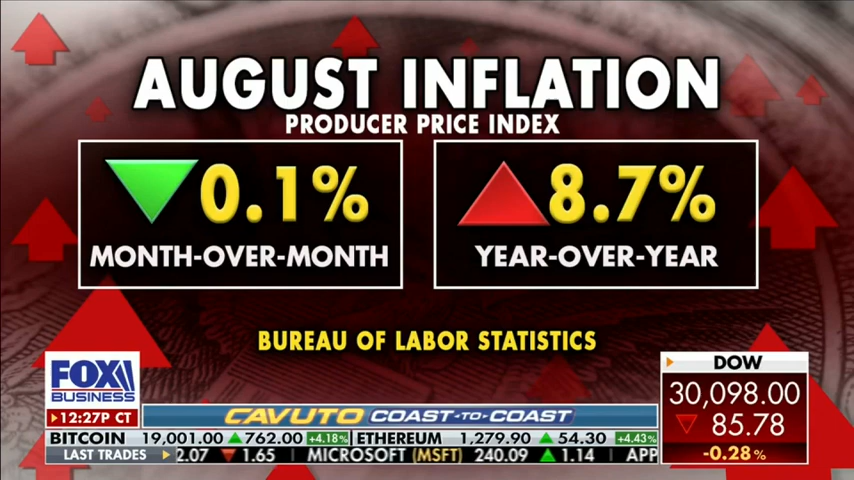 AUGUST INFLATION
PRODUCER PRICE INDEX
0.1%
MONTH-OVER-MONTH
8.7%
YEAR-OVER-YEAR
BUREAU OF LABOR STATISTICS
FOX
BUSINESS
12:27P CT
CAVUTO COAST-TO-COAST
DOW
30,098.00
85.78
-0.28%
BITCOIN 19,001.00 762.00 +4.18% ETHEREUM 1,279.90 54.30 +4.43%
LAST TRADES 2.07 1.65 MICROSOFT (MSFT) 240.09 1.14 APP